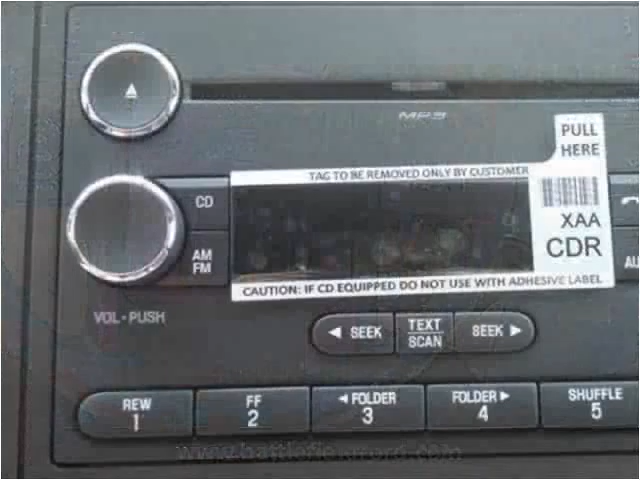 MP3
PULL
HERE
TAG TO BE REMOVED ONLY BY CUSTOMER
CD
XAA
CDR
AM
FM
AU
CAUTION: IF CD EQUIPPED DO NOT USE WITH ADHESIVE LABEL
VOL•PUSH
◄ SEEK
TEXT
SCAN
SEEK ►
REW
1
FF
2
◄ FOLDER
3
FOLDER ►
4
SHUFFLE
5